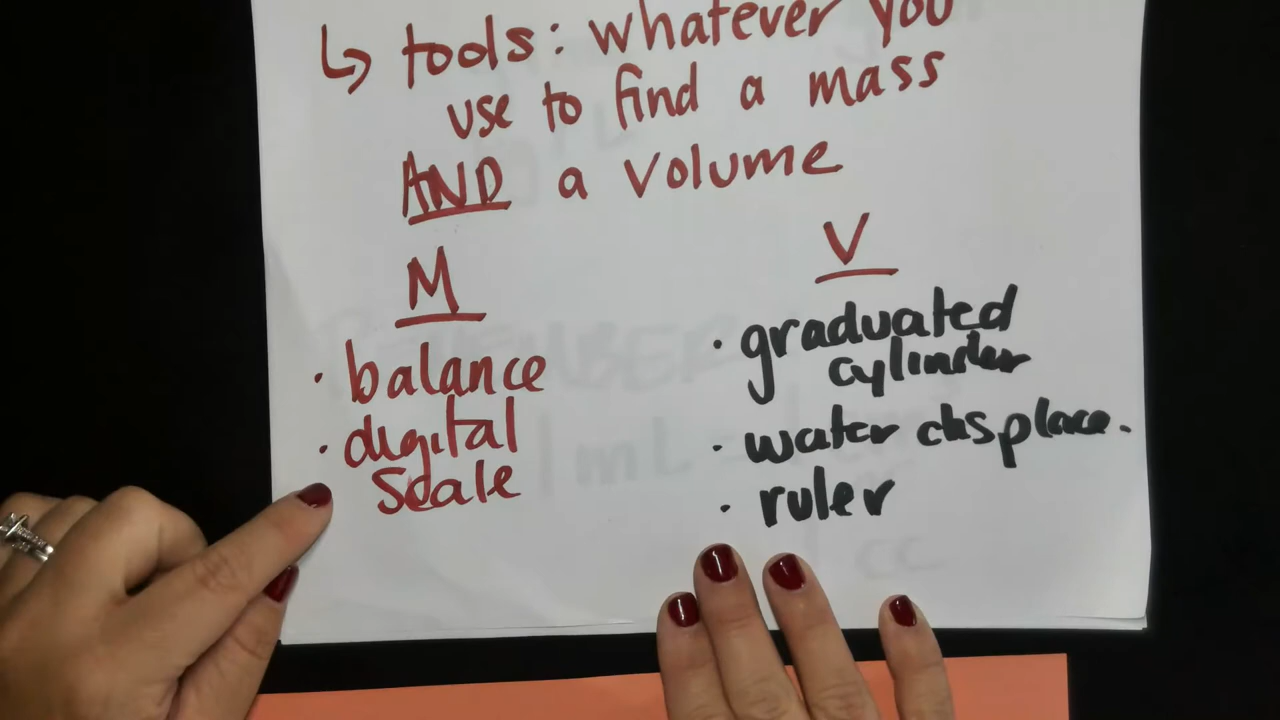 ↳ tools: whatever you
use to find a mass
AND a volume
M
• balance
• digital
scale
V
• graduated
cylinder
• water displace.
• ruler